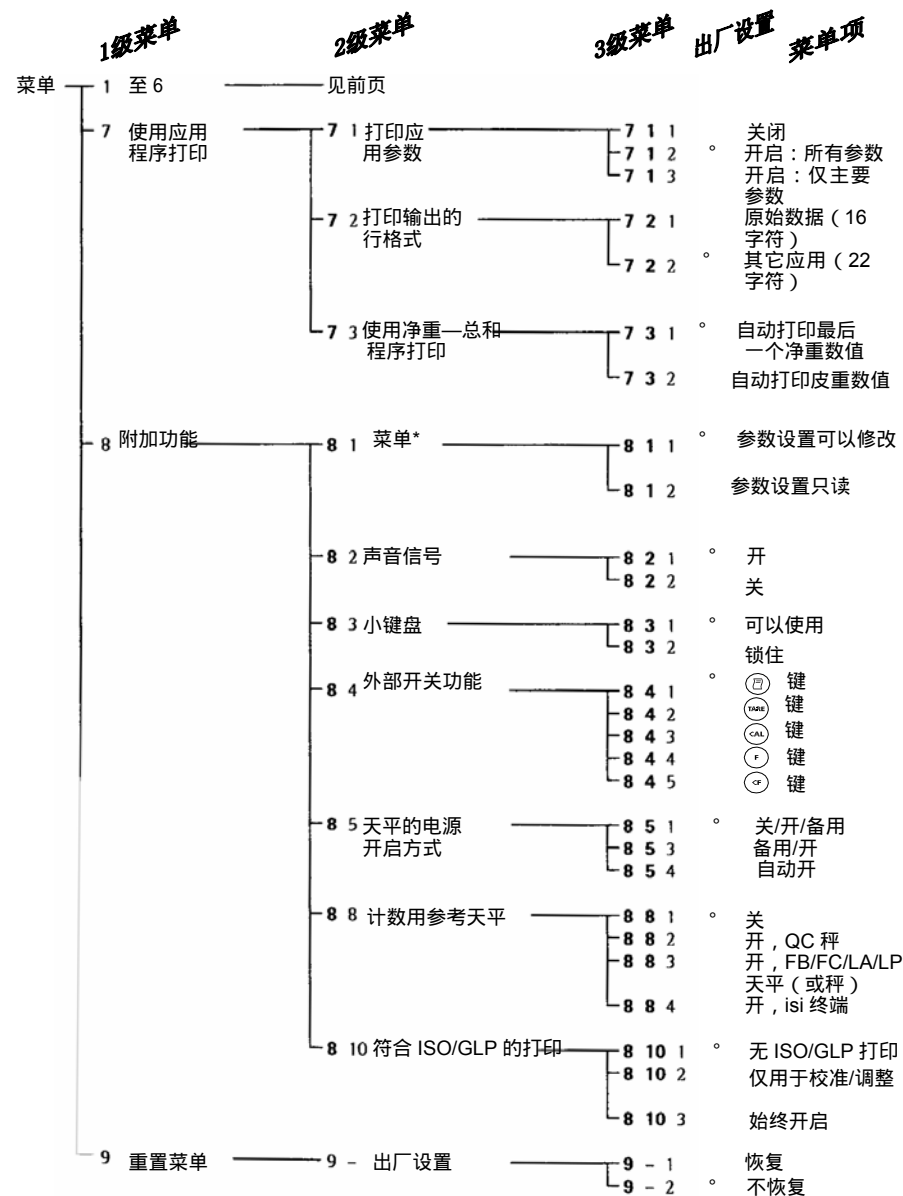 1级菜单 2级菜单 3级菜单 出厂设置 菜单项
菜单 1 至 6 见前页
7 使用应用 7 1 打印应 7 1 1 关闭
程序打印 用参数 7 1 2 ° 开启：所有参数
7 1 3 开启：仅主要
参数
7 2 打印输出的 7 2 1 原始数据（16
行格式 字符）
7 2 2 ° 其它应用（22
字符）
7 3 使用净重—总和 7 3 1 ° 自动打印最后
程序打印 一个净重数值
7 3 2 自动打印皮重数值
8 附加功能 8 1 菜单* 8 1 1 ° 参数设置可以修改
8 1 2 参数设置只读
8 2 声音信号 8 2 1 ° 开
8 2 2 关
8 3 小键盘 8 3 1 ° 可以使用
8 3 2 锁住
8 4 外部开关功能 8 4 1 ° 键
8 4 2 TARE 键
8 4 3 CAL 键
8 4 4 F 键
8 4 5 CF 键
8 5 天平的电源 8 5 1 ° 关/开/备用
开启方式 8 5 3 备用/开
8 5 4 自动开
8 8 计数用参考天平 8 8 1 ° 关
8 8 2 开，QC 秤
8 8 3 开，FB/FC/LA/LP
天平（或秤）
8 8 4 开，isi 终端
8 10 符合 ISO/GLP 的打印 8 10 1 ° 无 ISO/GLP 打印
8 10 2 仅用于校准/调整
8 10 3 始终开启
9 重置菜单 9 - 出厂设置 9 - 1 恢复
9 - 2 ° 不恢复